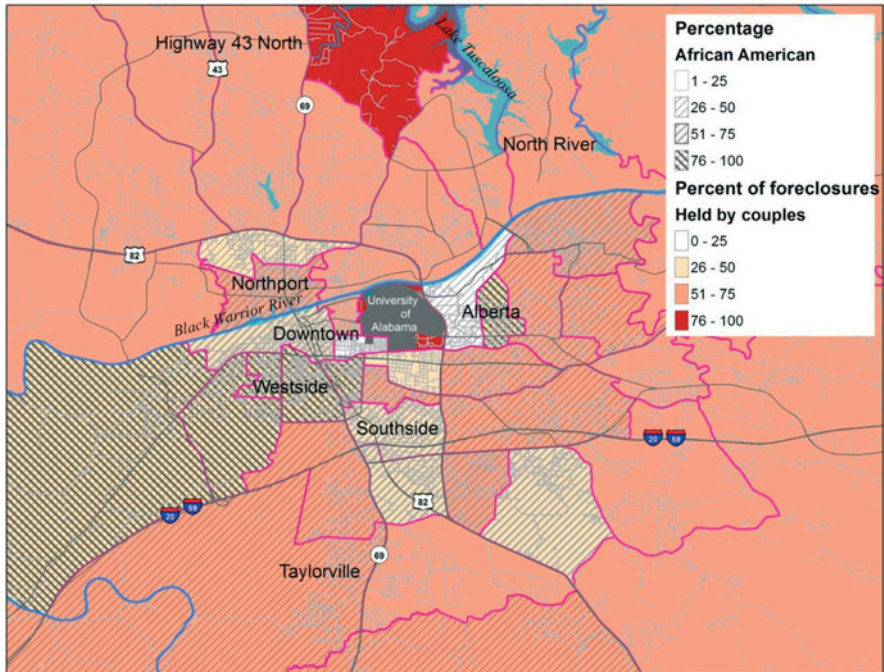 Highway 43 North
43
69
Lake Tuscaloosa
North River
82
Northport
Black Warrior River
University
of
Alabama
Alberta
Downtown
Westside
Southside
20 59
82
20 59
69
Taylorville
Percentage
African American
1 - 25
26 - 50
51 - 75
76 - 100
Percent of foreclosures
Held by couples
0 - 25
26 - 50
51 - 75
76 - 100